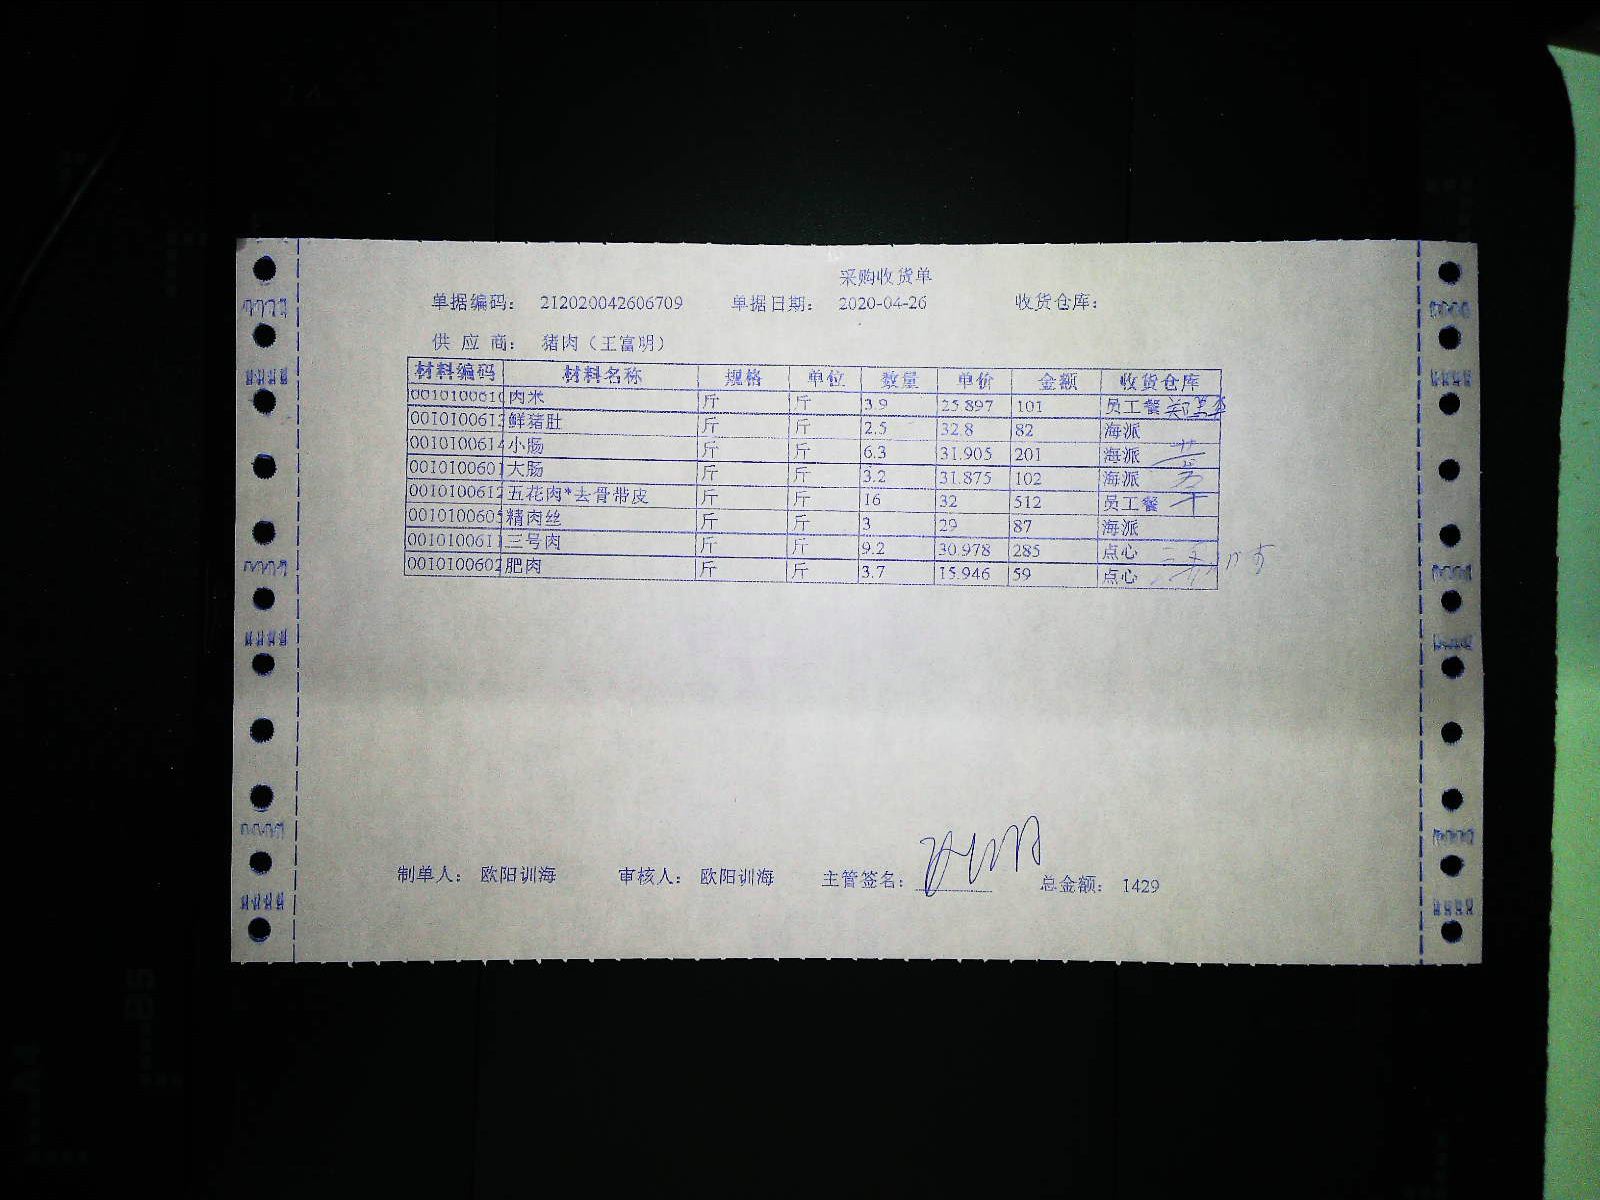 采购收货单
单据编码： 212020042606709 单据日期： 2020-04-26 收货仓库：
供 应 商： 猪肉（王富明）
材料编码 材料名称 规格 单位 数量 单价 金额 收货仓库
0010100610 肉米 斤 斤 3.9 25.897 101 员工餐
0010100613 鲜猪肚 斤 斤 2.5 32.8 82 海派
0010100614 小肠 斤 斤 6.3 31.905 201 海派
0010100601 大肠 斤 斤 3.2 31.875 102 海派
0010100612 五花肉*去骨带皮 斤 斤 16 32 512 员工餐
0010100605 精肉丝 斤 斤 3 29 87 海派
0010100611 三号肉 斤 斤 9.2 30.978 285 点心
0010100602 肥肉 斤 斤 3.7 15.946 59 点心
制单人： 欧阳训海 审核人： 欧阳训海 主管签名： 总金额： 1429